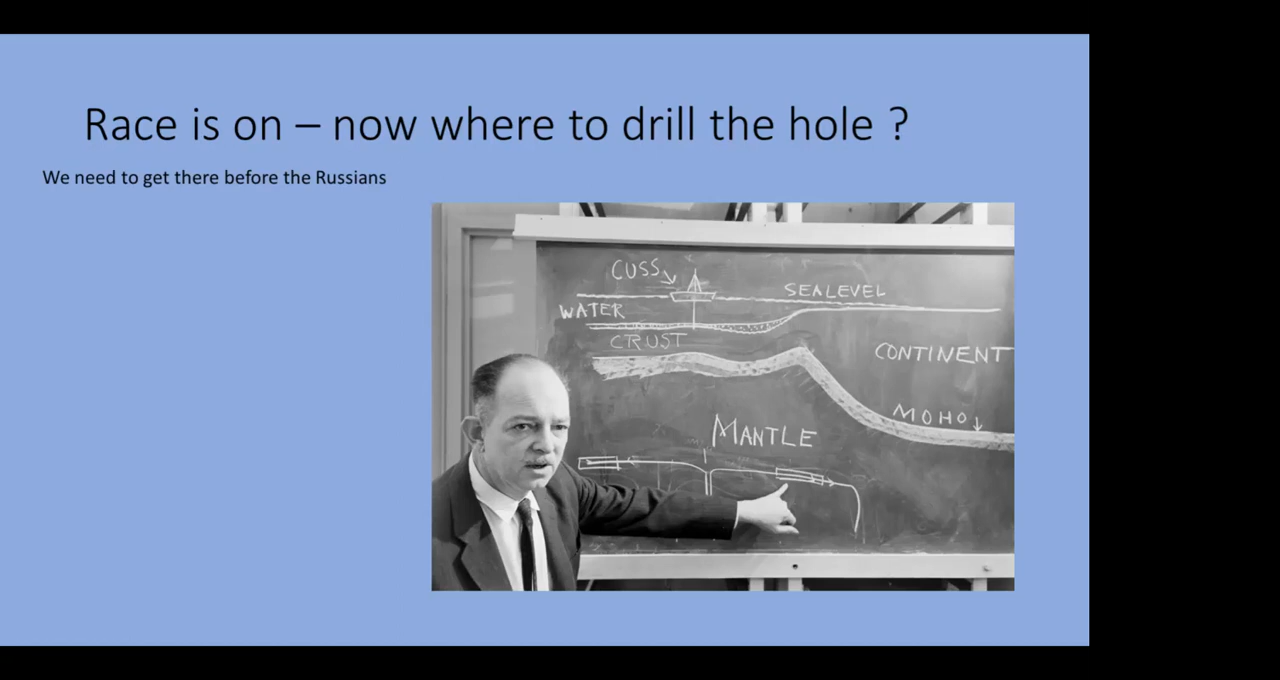 Race is on – now where to drill the hole ?
We need to get there before the Russians
CUSS
SEALEVEL
WATER
CRUST
CONTINENT
MOHO
MANTLE